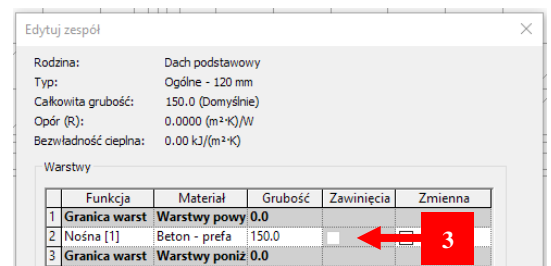 Edytuj zespół
Rodzina: Dach podstawowy
Typ: Ogólne - 120 mm
Całkowita grubość: 150.0 (Domyślnie)
Opór (R): 0.0000 (m²·K)/W
Bezwładność cieplna: 0.00 kJ/(m²·K)
Warstwy
Funkcja Materiał Grubość Zawinięcia Zmienna
1 Granica warst Warstwy powy 0.0
2 Nośna [1] Beton - prefa 150.0
3
3 Granica warst Warstwy poniż 0.0